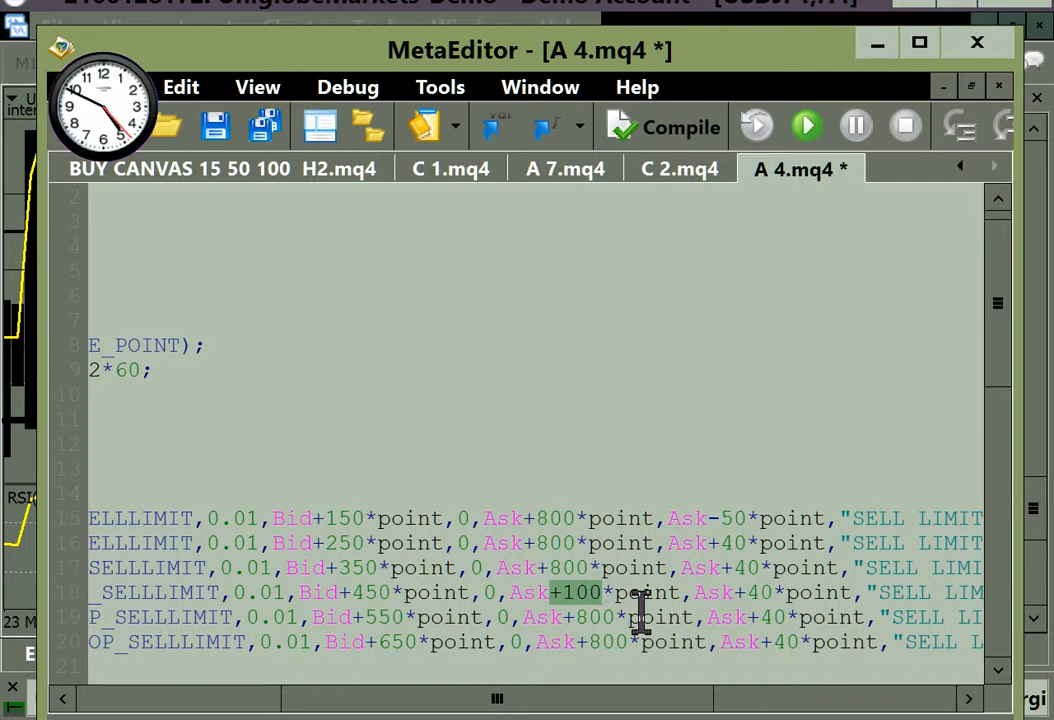 MetaEditor - [A 4.mq4 *]
Edit View Debug Tools Window Help
Compile
BUY CANVAS 15 50 100 H2.mq4 C 1.mq4 A 7.mq4 C 2.mq4 A 4.mq4 *
2
3
4
5
6
7
8 E_POINT);
9 2*60;
10
11
12
13
14
15 ELLLIMIT,0.01,Bid+150*point,0,Ask+800*point,Ask-50*point,"SELL LIMIT
16 ELLLIMIT,0.01,Bid+250*point,0,Ask+800*point,Ask+40*point,"SELL LIMIT
17 SELLLIMIT,0.01,Bid+350*point,0,Ask+800*point,Ask+40*point,"SELL LIMI
18 _SELLLIMIT,0.01,Bid+450*point,0,Ask+100*point,Ask+40*point,"SELL LIM
19 P_SELLLIMIT,0.01,Bid+550*point,0,Ask+800*point,Ask+40*point,"SELL LI
20 OP_SELLLIMIT,0.01,Bid+650*point,0,Ask+800*point,Ask+40*point,"SELL L
21
RSI(
23 M